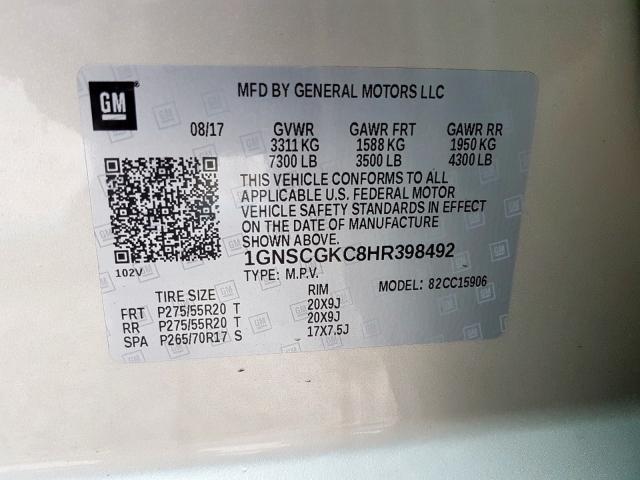 GM
MFD BY GENERAL MOTORS LLC
08/17 GVWR GAWR FRT GAWR RR
3311 KG 1588 KG 1950 KG
7300 LB 3500 LB 4300 LB
THIS VEHICLE CONFORMS TO ALL
APPLICABLE U.S. FEDERAL MOTOR
VEHICLE SAFETY STANDARDS IN EFFECT
ON THE DATE OF MANUFACTURE
SHOWN ABOVE.
1GNSCGKC8HR398492
102V
TYPE: M.P.V. MODEL: 82CC15906
TIRE SIZE RIM
FRT P275/55R20 T 20X9J
RR P275/55R20 T 20X9J
SPA P265/70R17 S 17X7.5J